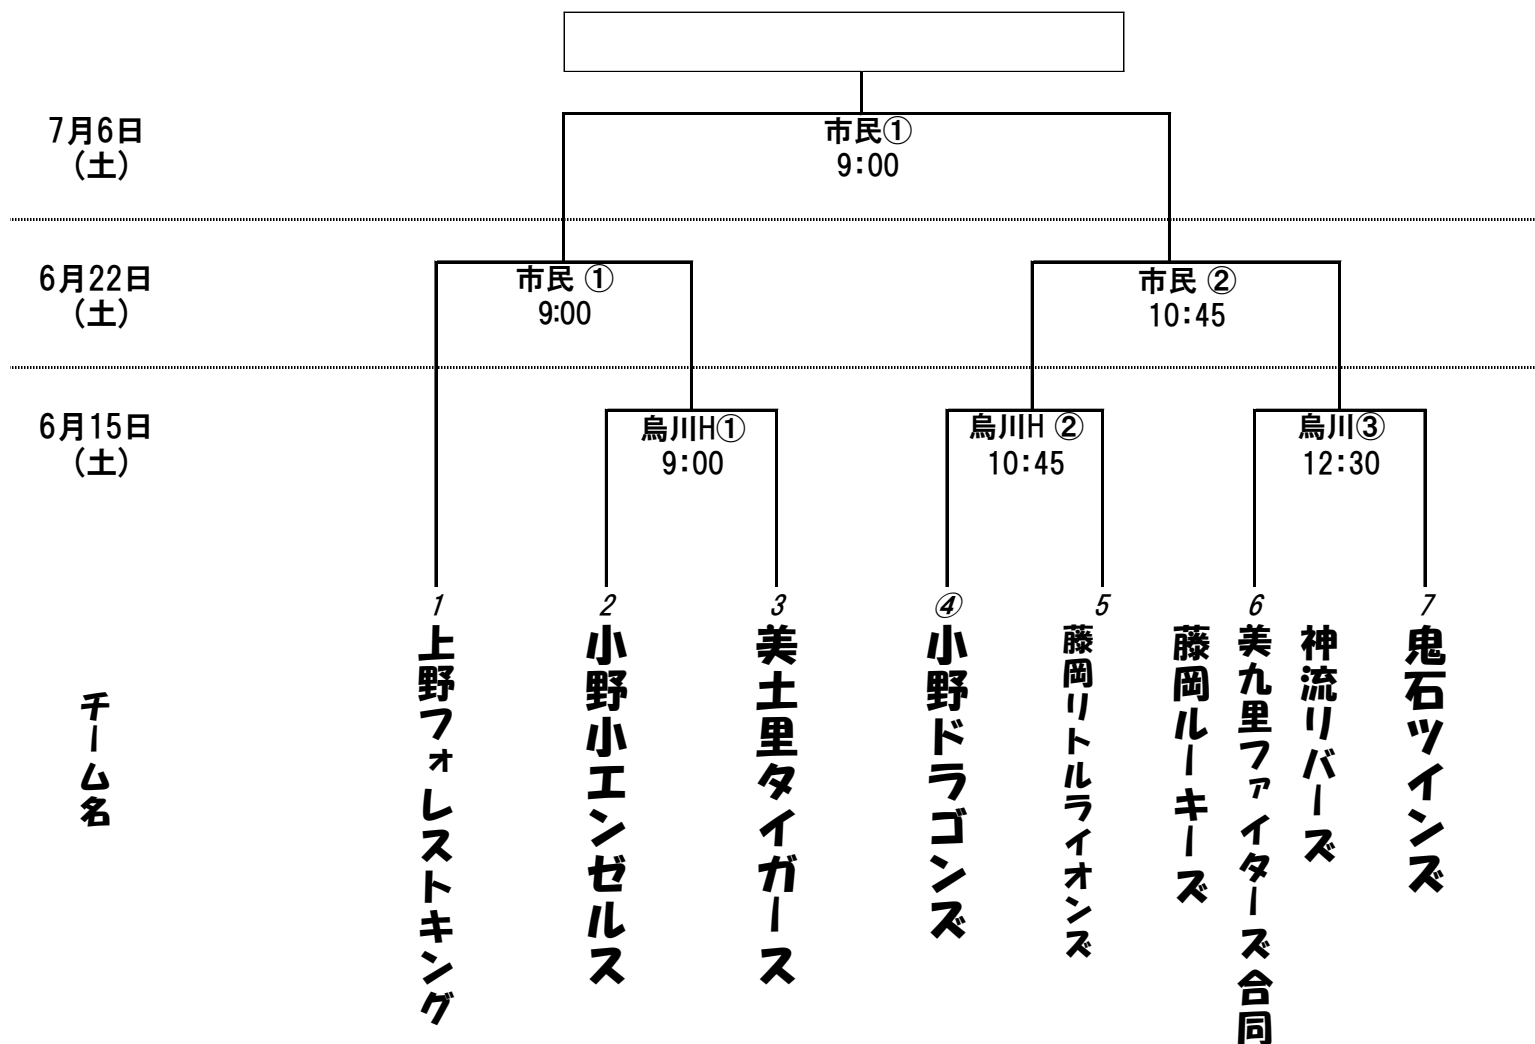 7月6日
(土)
市民①
9:00
6月22日
(土)
市民 ①
9:00
市民 ②
10:45
6月15日
(土)
烏川H①
9:00
烏川H ②
10:45
烏川③
12:30
1
2
3
④
5
6
7
チーム名
上野フォレストキング
小野小エンゼルス
美土里タイガース
小野ドラゴンズ
藤岡リトルライオンズ
藤岡ルーキーズ
美九里ファイターズ合同
神流リバーズ
鬼石ツインズ